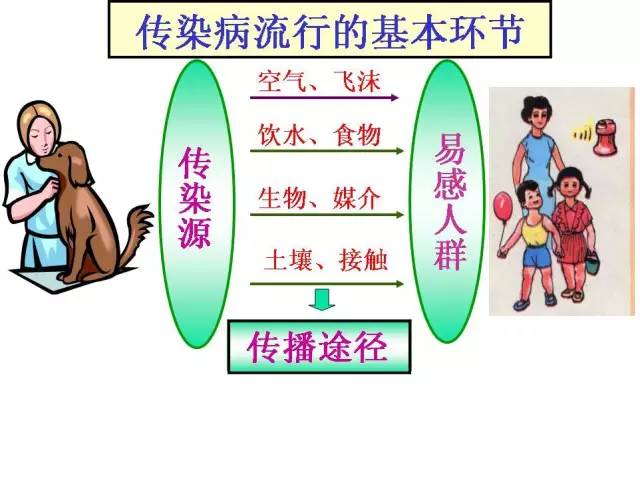 传染病流行的基本环节
传染源
空气、飞沫
饮水、食物
生物、媒介
土壤、接触
易感人群
传播途径